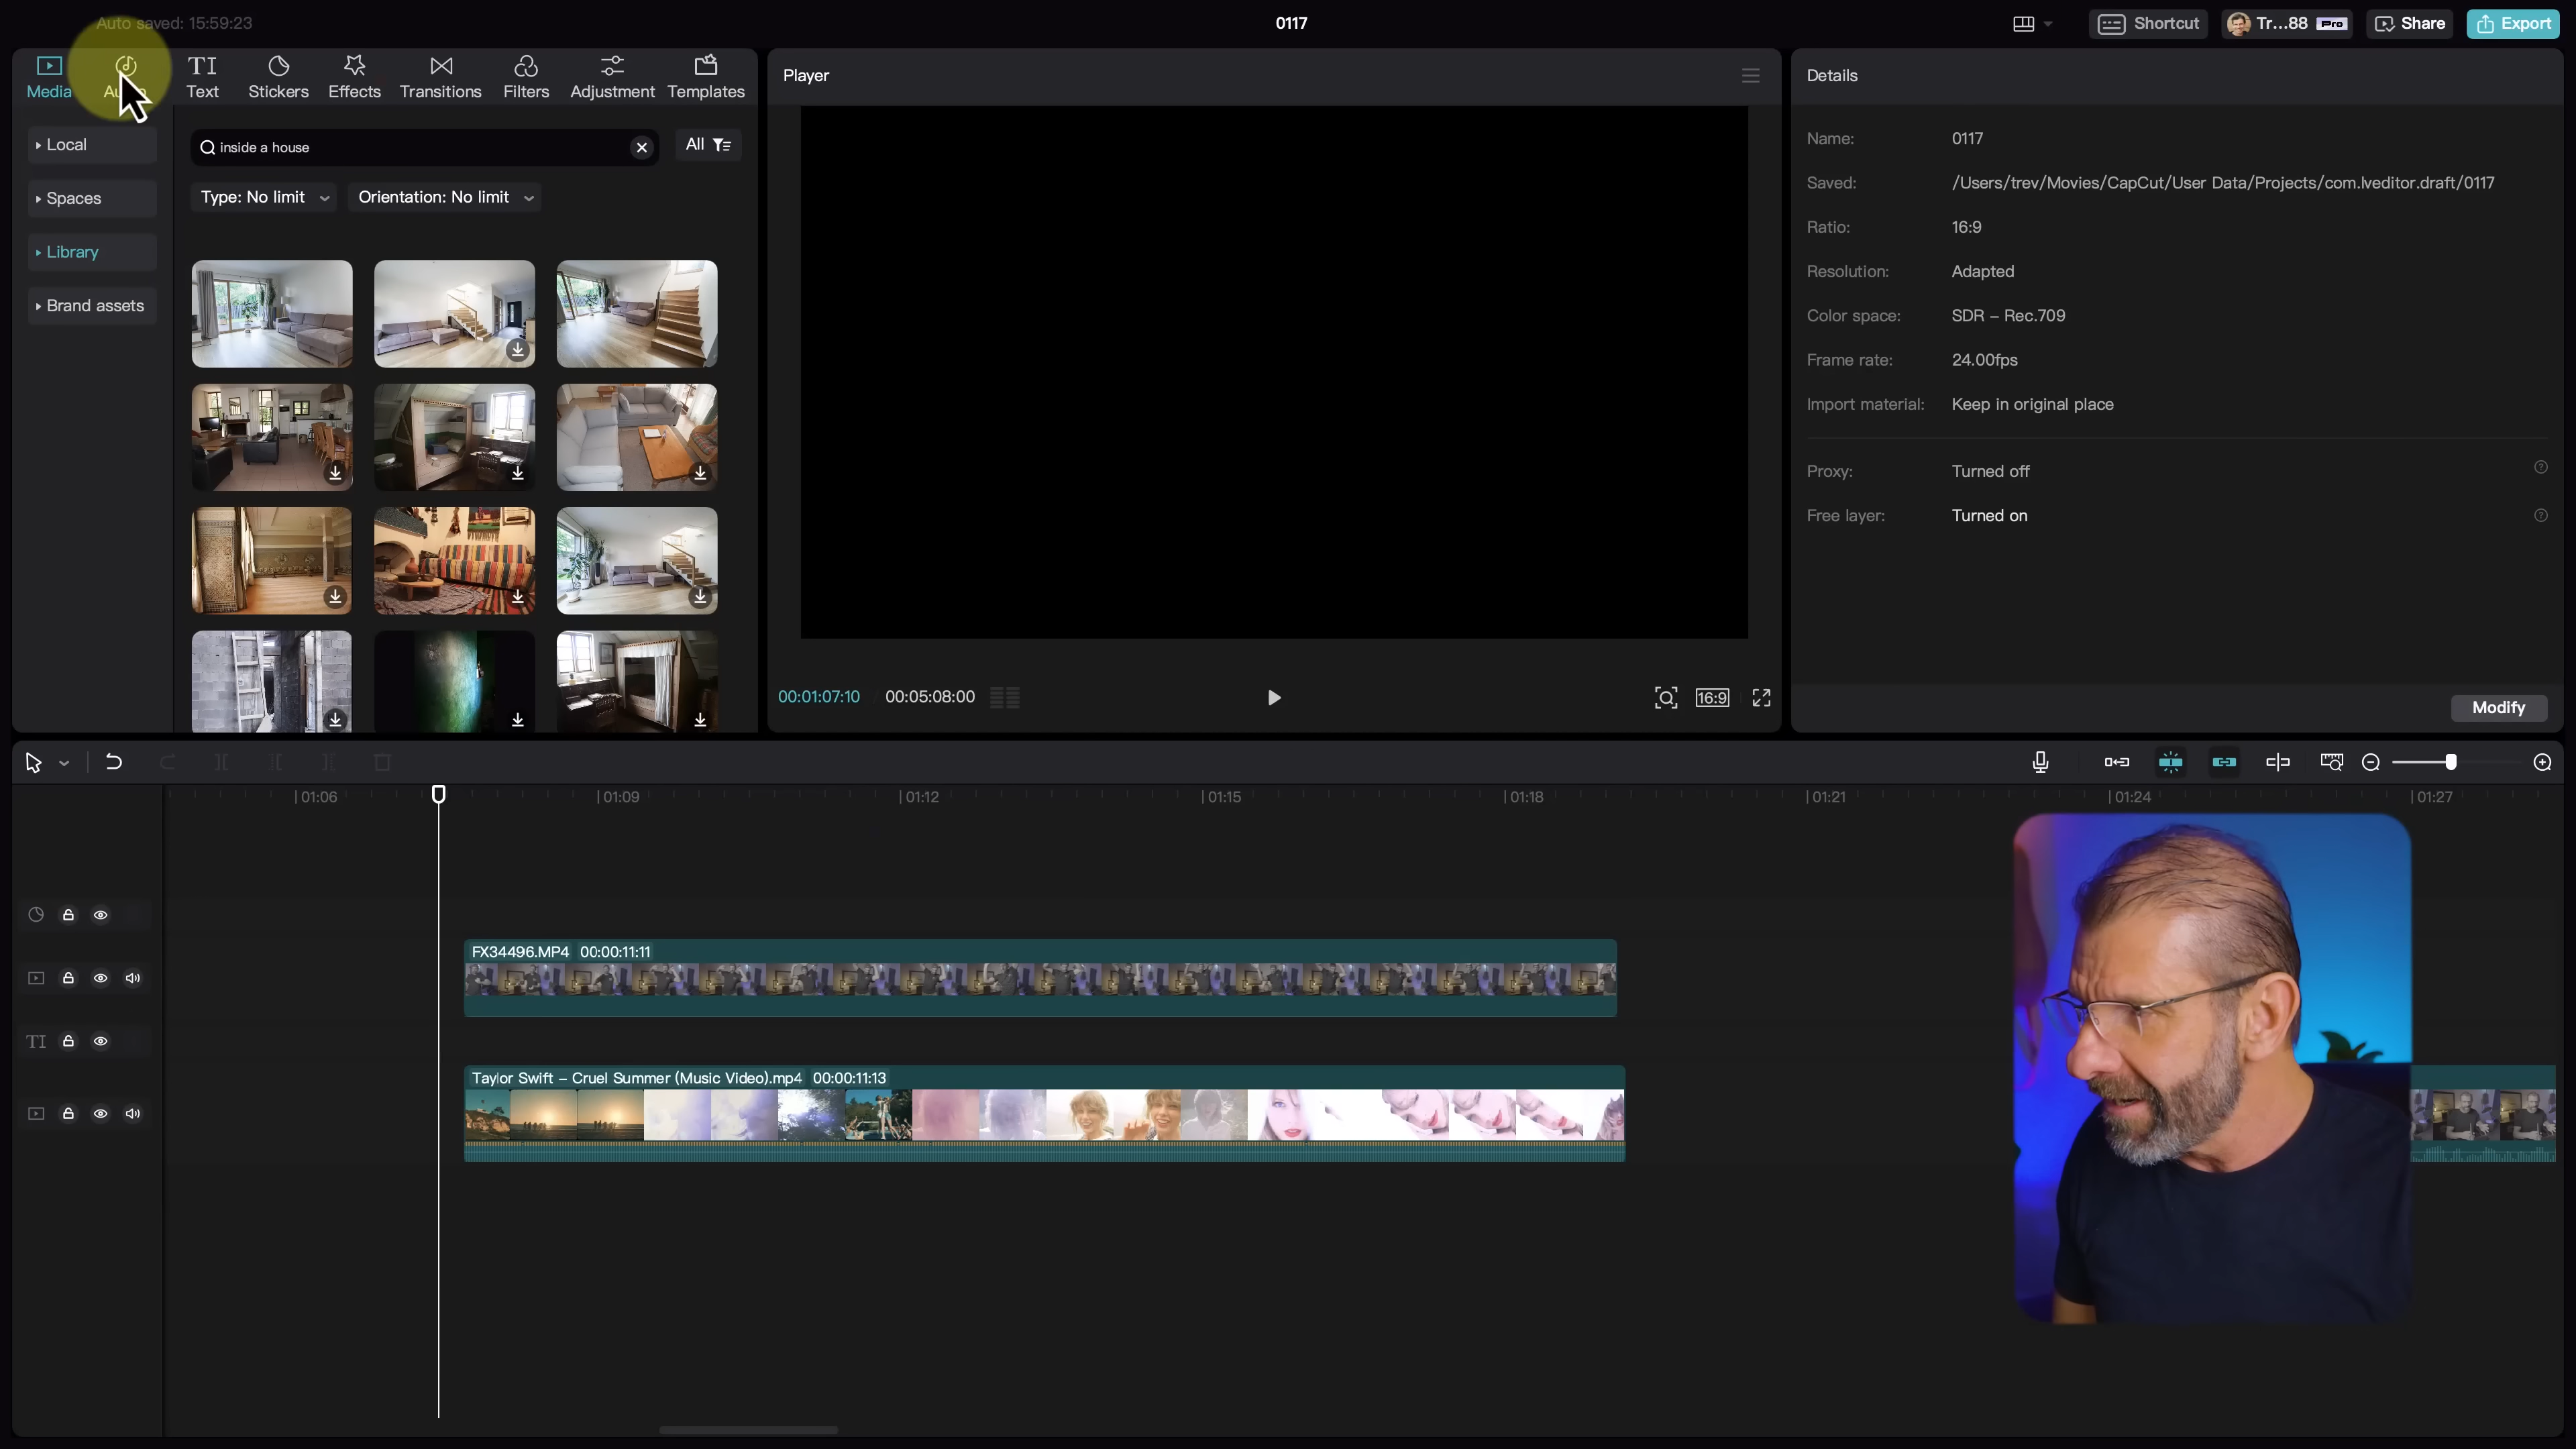 Auto saved: 15:59:23
0117
Shortcut
Tr...88 Pro
Share
Export
Media
Text
Stickers
Effects
Transitions
Filters
Adjustment
Templates
Local
Spaces
Library
Brand assets
inside a house
All
Type: No limit
Orientation: No limit
Player
00:01:07:10 / 00:05:08:00
16:9
Details
Name: 0117
Saved: /Users/trev/Movies/CapCut/User Data/Projects/com.lveditor.draft/0117
Ratio: 16:9
Resolution: Adapted
Color space: SDR – Rec.709
Frame rate: 24.00fps
Import material: Keep in original place
Proxy: Turned off
Free layer: Turned on
Modify
01:06 01:09 01:12 01:15 01:18 01:21 01:24 01:27
FX34496.MP4 00:00:11:11
Taylor Swift – Cruel Summer (Music Video).mp4 00:00:11:13